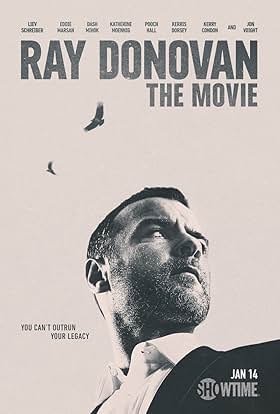 LIEV EDDIE DASH KATHERINE POOCH KERRIS KERRY AND JON
SCHREIBER MARSAN MIHOK MOENNIG HALL DORSEY CONDON VOIGHT
RAY DONOVAN
THE MOVIE
YOU CAN'T OUTRUN
YOUR LEGACY
JAN 14
SHOWTIME